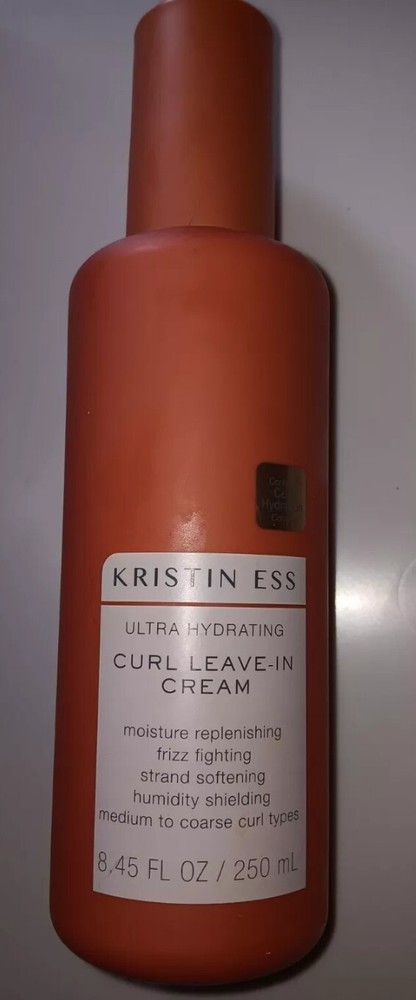 KRISTIN ESS
ULTRA HYDRATING
CURL LEAVE-IN
CREAM
moisture replenishing
frizz fighting
strand softening
humidity shielding
medium to coarse curl types
8.45 FL OZ / 250 mL